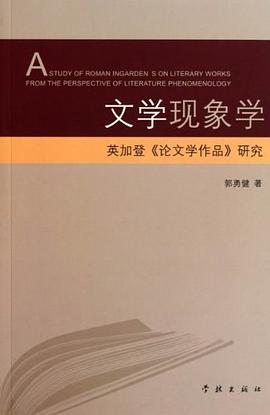 A STUDY OF ROMAN INGARDEN S ON LITERARY WORKS
FROM THE PERSPECTIVE OF LITERATURE PHENOMENOLOGY
文学现象学
英加登《论文学作品》研究
郭勇健 著
学林出版社